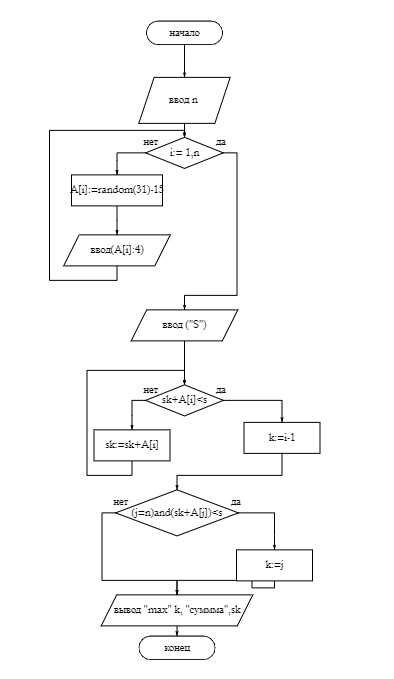 начало
ввод n
нет
да
i:= 1,n
A[i]:=random(31)-15
ввод(A[i]:4)
ввод ("S")
нет
да
sk+A[i]<s
sk:=sk+A[i]
k:=i-1
нет
да
(j=n)and(sk+A[j])<s
k:=j
вывод "max" k, "суммма",sk
конец